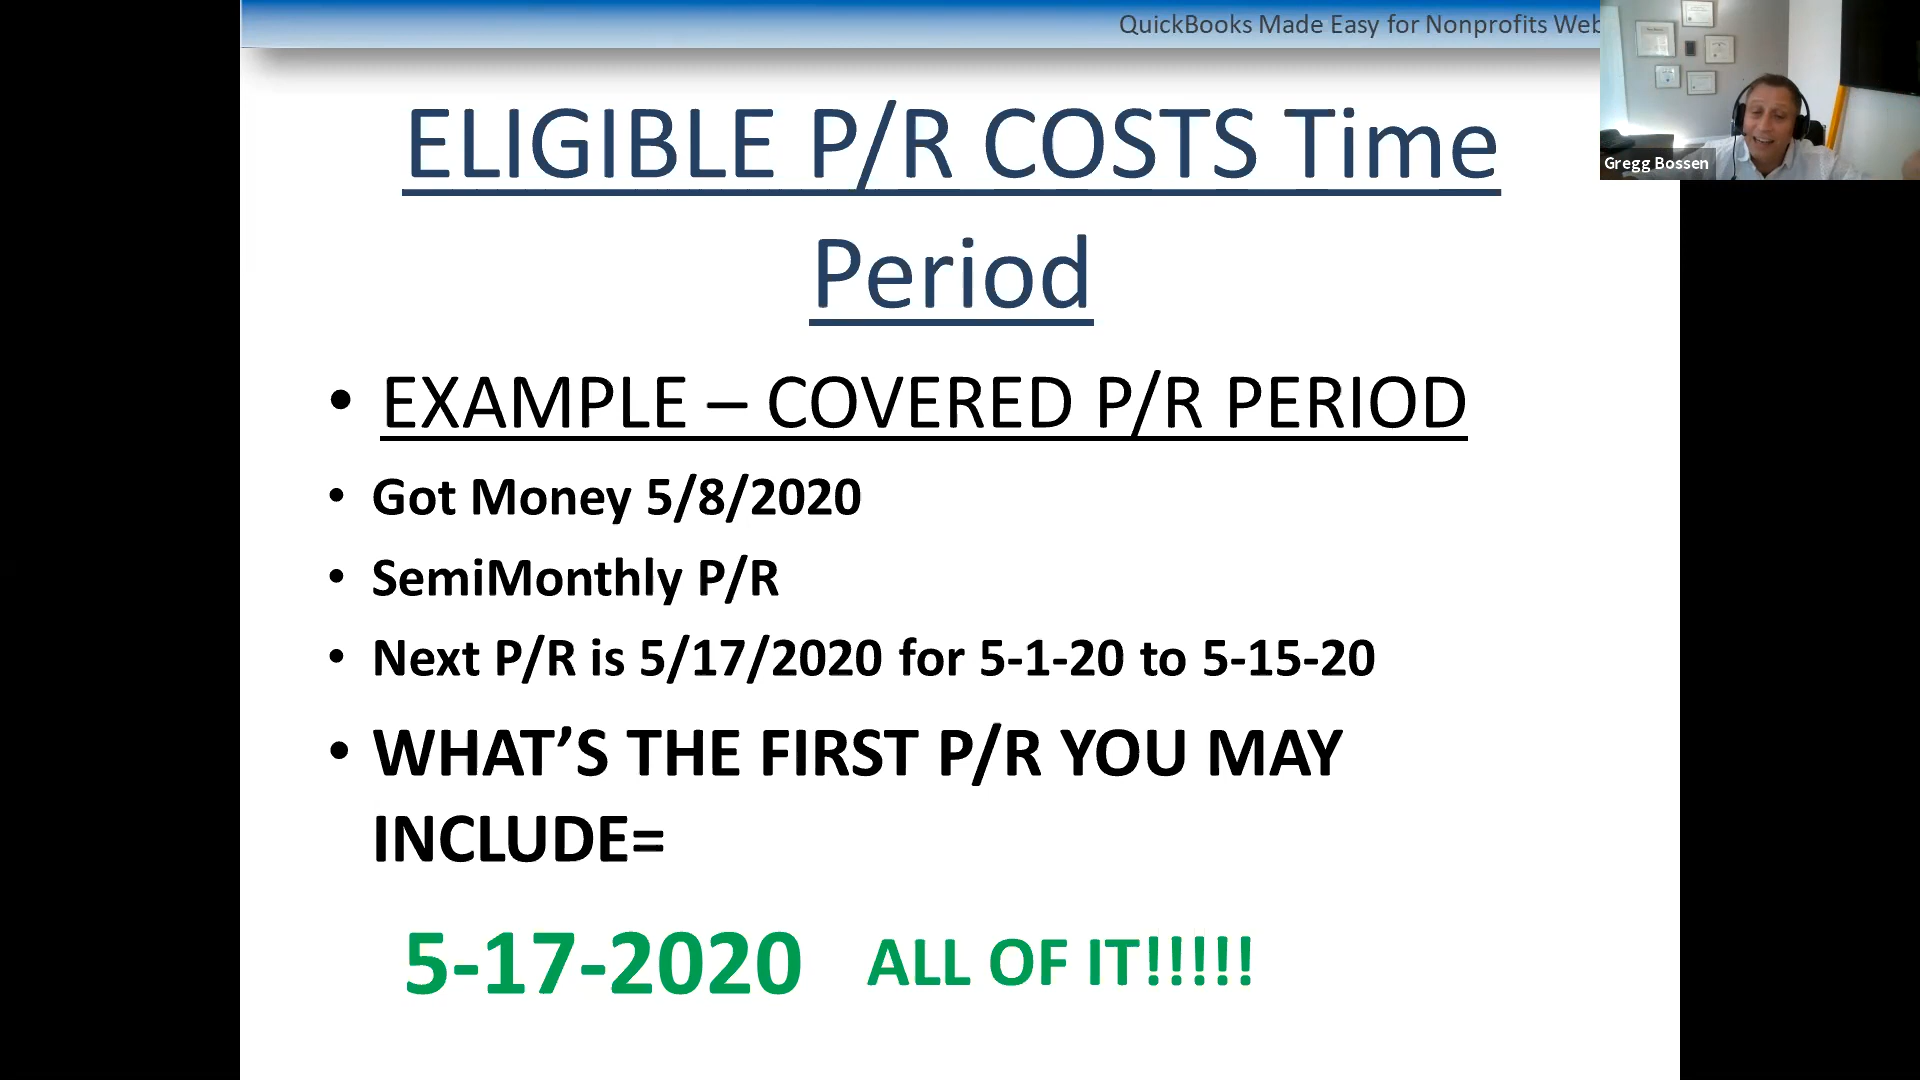 QuickBooks Made Easy for Nonprofits Web
Gregg Bossen
ELIGIBLE P/R COSTS Time
Period
• EXAMPLE – COVERED P/R PERIOD
• Got Money 5/8/2020
• SemiMonthly P/R
• Next P/R is 5/17/2020 for 5-1-20 to 5-15-20
• WHAT’S THE FIRST P/R YOU MAY
INCLUDE=
5-17-2020 ALL OF IT!!!!!